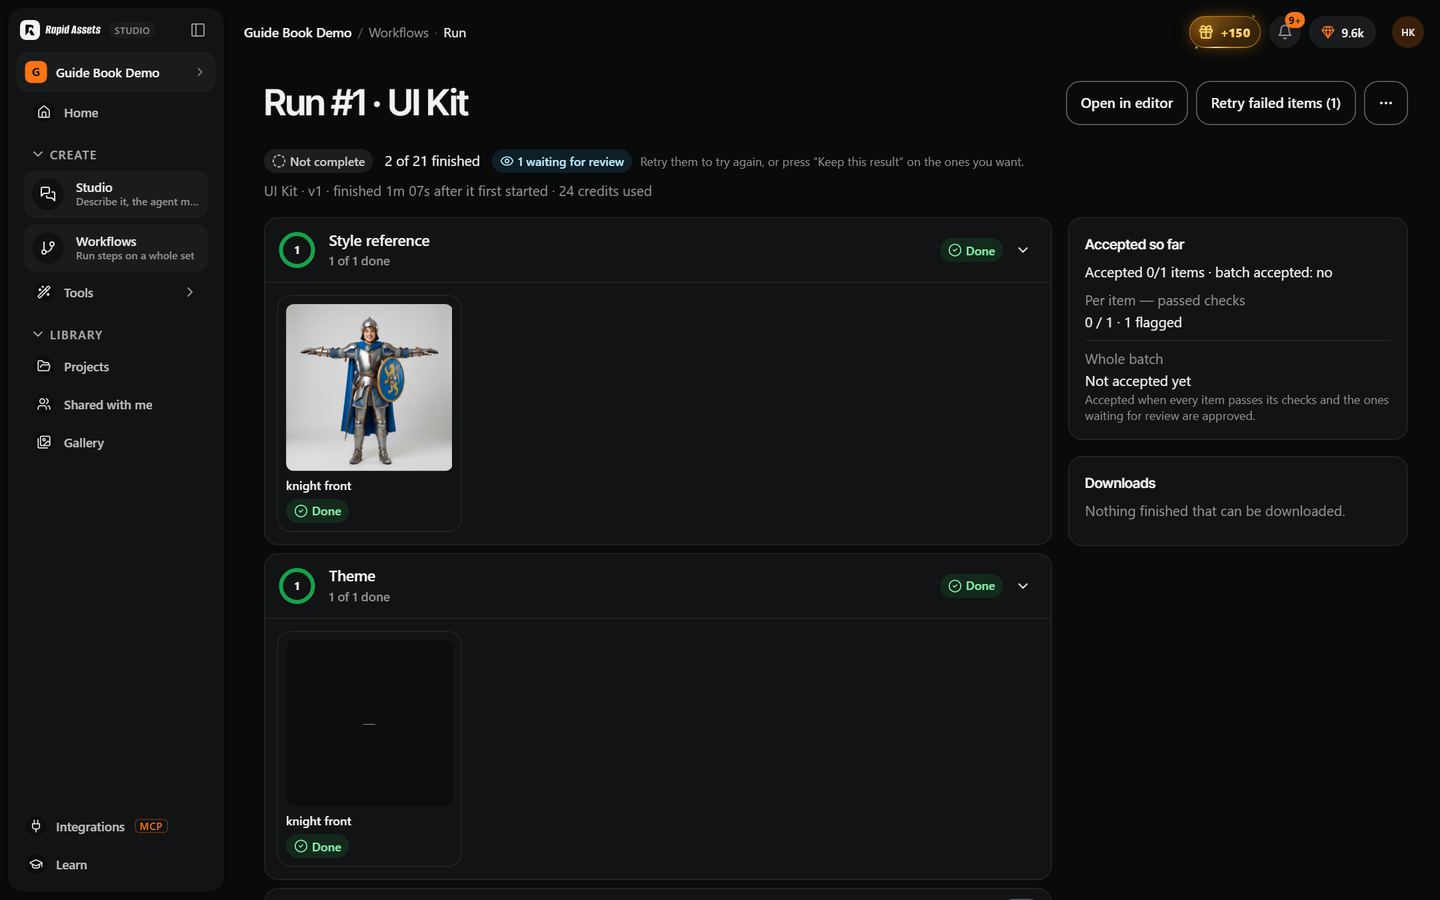 Rapid Assets STUDIO
Guide Book Demo / Workflows · Run
+150
9+
9.6k
HK
G Guide Book Demo
Home
CREATE
Studio
Describe it, the agent m...
Workflows
Run steps on a whole set
Tools
LIBRARY
Projects
Shared with me
Gallery
Integrations MCP
Learn
Run #1 · UI Kit
Open in editor
Retry failed items (1)
Not complete
2 of 21 finished
1 waiting for review
Retry them to try again, or press “Keep this result” on the ones you want.
UI Kit · v1 · finished 1m 07s after it first started · 24 credits used
1
Style reference
1 of 1 done
Done
knight front
Done
1
Theme
1 of 1 done
Done
—
knight front
Done
Accepted so far
Accepted 0/1 items · batch accepted: no
Per item — passed checks
0 / 1 · 1 flagged
Whole batch
Not accepted yet
Accepted when every item passes its checks and the ones
waiting for review are approved.
Downloads
Nothing finished that can be downloaded.